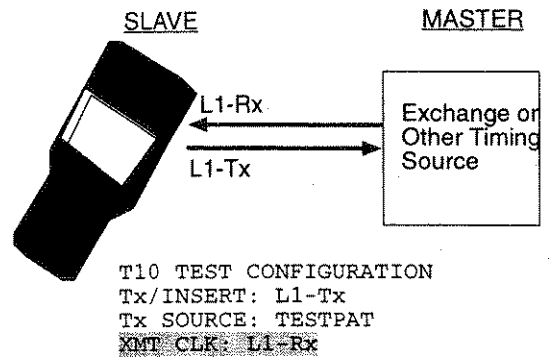 SLAVE
MASTER
L1-Rx
L1-Tx
Exchange or
Other Timing
Source
T10 TEST CONFIGURATION
Tx/INSERT: L1-Tx
Tx SOURCE: TESTPAT
XMT CLK: L1-Rx